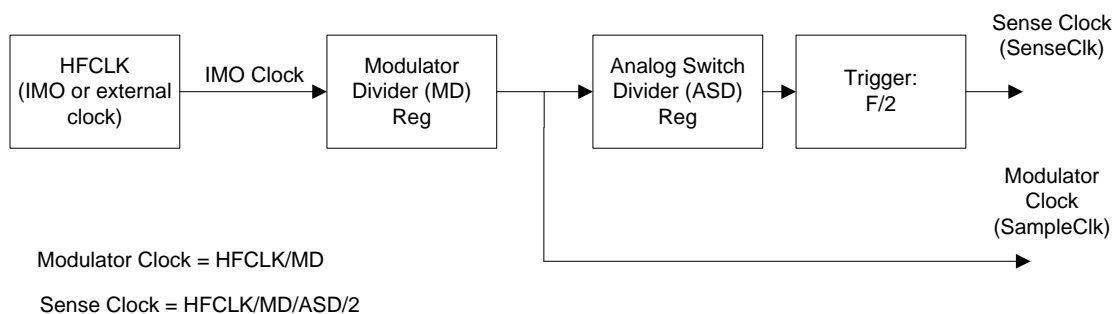 HFCLK
(IMO or external
clock)
IMO Clock
Modulator
Divider (MD)
Reg
Analog Switch
Divider (ASD)
Reg
Trigger:
F/2
Sense Clock
(SenseClk)
Modulator
Clock
(SampleClk)
Modulator Clock = HFCLK/MD
Sense Clock = HFCLK/MD/ASD/2